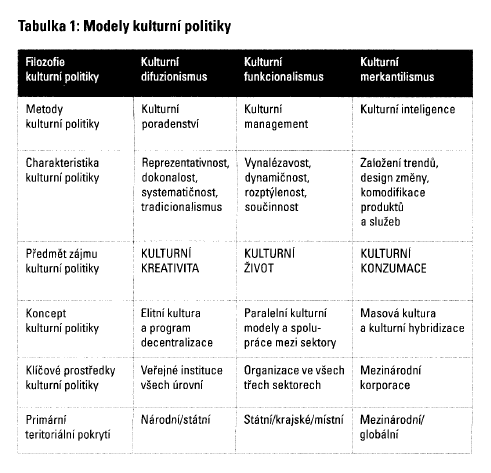 Tabulka 1: Modely kulturní politiky
Filozofie
kulturní politiky
Kulturní
difuzionismus
Kulturní
funkcionalismus
Kulturní
merkantilismus
Metody
kulturní politiky
Kulturní
poradenství
Kulturní
management
Kulturní inteligence
Charakteristika
kulturní politiky
Reprezentativnost,
dokonalost,
systematičnost,
tradicionalismus
Vynalézavost,
dynamičnost,
rozptýlenost,
součinnost
Založení trendů,
design změny,
komodifikace
produktů
a služeb
Předmět zájmu
kulturní politiky
KULTURNÍ
KREATIVITA
KULTURNÍ
ŽIVOT
KULTURNÍ
KONZUMACE
Koncept
kulturní politiky
Elitní kultura
a program
decentralizace
Paralelní kulturní
modely a spolu-
práce mezi sektory
Masová kultura
a kulturní hybridizace
Klíčové prostředky
kulturní politiky
Veřejné instituce
všech úrovní
Organizace ve všech
třech sektorech
Mezinárodní
korporace
Primární
teritoriální pokrytí
Národní/státní
Státní/krajské/místní
Mezinárodní/
globální